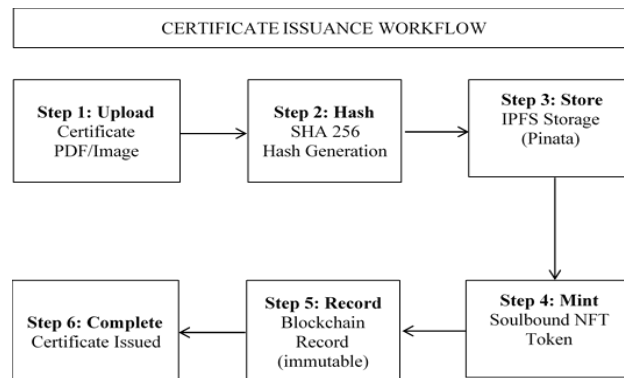 CERTIFICATE ISSUANCE WORKFLOW
Step 1: Upload
Certificate
PDF/Image
Step 2: Hash
SHA 256
Hash Generation
Step 3: Store
IPFS Storage
(Pinata)
Step 4: Mint
Soulbound NFT
Token
Step 5: Record
Blockchain
Record
(immutable)
Step 6: Complete
Certificate Issued